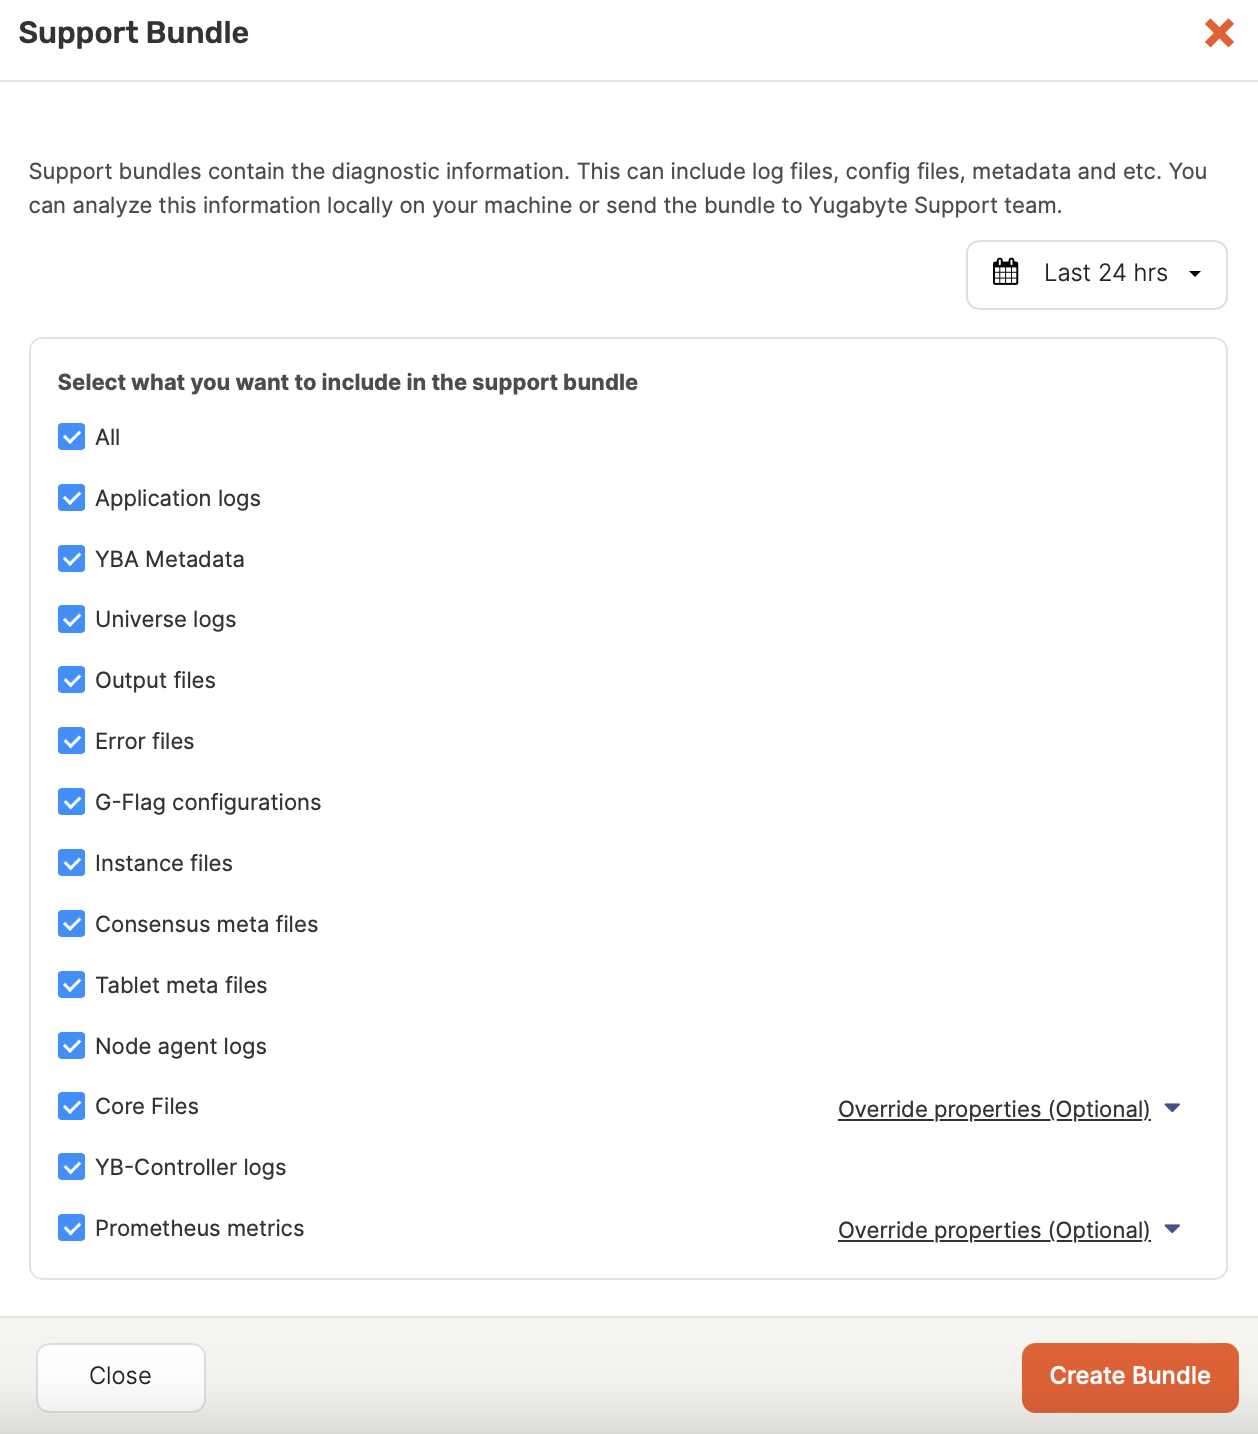 Support Bundle
Support bundles contain the diagnostic information. This can include log files, config files, metadata and etc. You
can analyze this information locally on your machine or send the bundle to Yugabyte Support team.
Last 24 hrs
Select what you want to include in the support bundle
All
Application logs
YBA Metadata
Universe logs
Output files
Error files
G-Flag configurations
Instance files
Consensus meta files
Tablet meta files
Node agent logs
Core Files
Override properties (Optional)
YB-Controller logs
Prometheus metrics
Override properties (Optional)
Close
Create Bundle